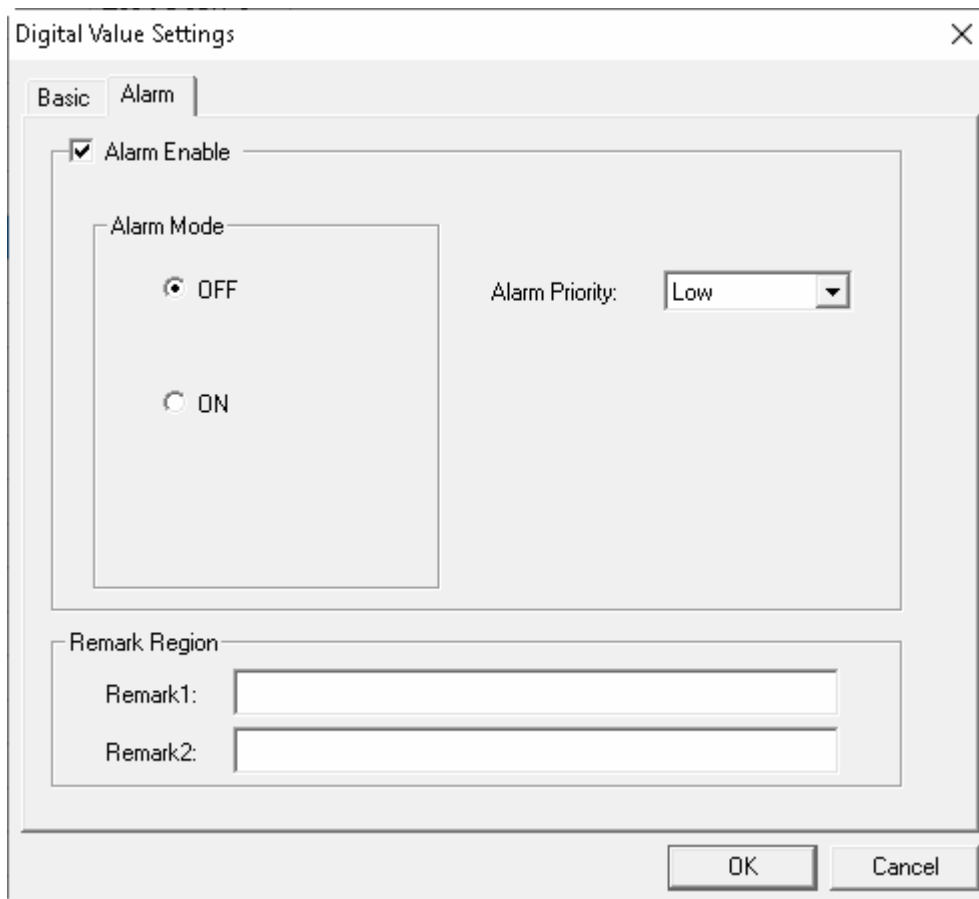 Digital Value Settings
Basic Alarm
Alarm Enable
Alarm Mode
OFF
Alarm Priority: Low
ON
Remark Region
Remark1:
Remark2:
OK Cancel